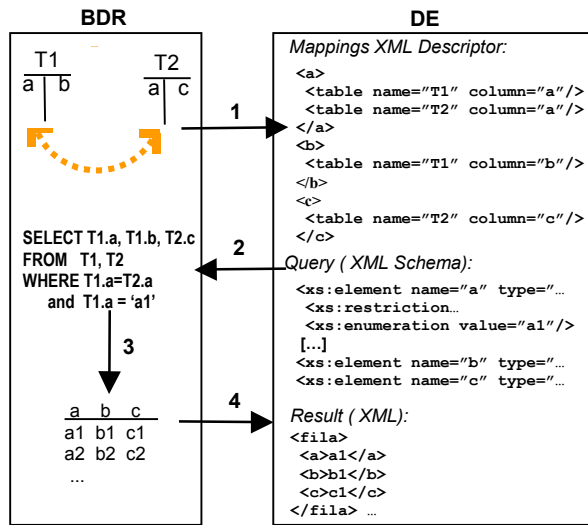 BDR
DE
T1
T2
a b
a c
SELECT T1.a, T1.b, T2.c
FROM T1, T2
WHERE T1.a=T2.a
and T1.a = ‘a1’
3
a b c
a1 b1 c1
a2 b2 c2
...
1
2
4
Mappings XML Descriptor:
<a>
<table name=”T1” column=”a”/>
<table name=”T2” column=”a”/>
</a>
<b>
<table name=”T1” column=”b”/>
</b>
<c>
<table name=”T2” column=”c”/>
</c>
Query ( XML Schema):
<xs:element name=”a” type=”…
<xs:restriction…
<xs:enumeration value=”a1”/>
[…]
<xs:element name=”b” type=”…
<xs:element name=”c” type=”…
Result ( XML):
<fila>
<a>a1</a>
<b>b1</b>
<c>c1</c>
</fila> …